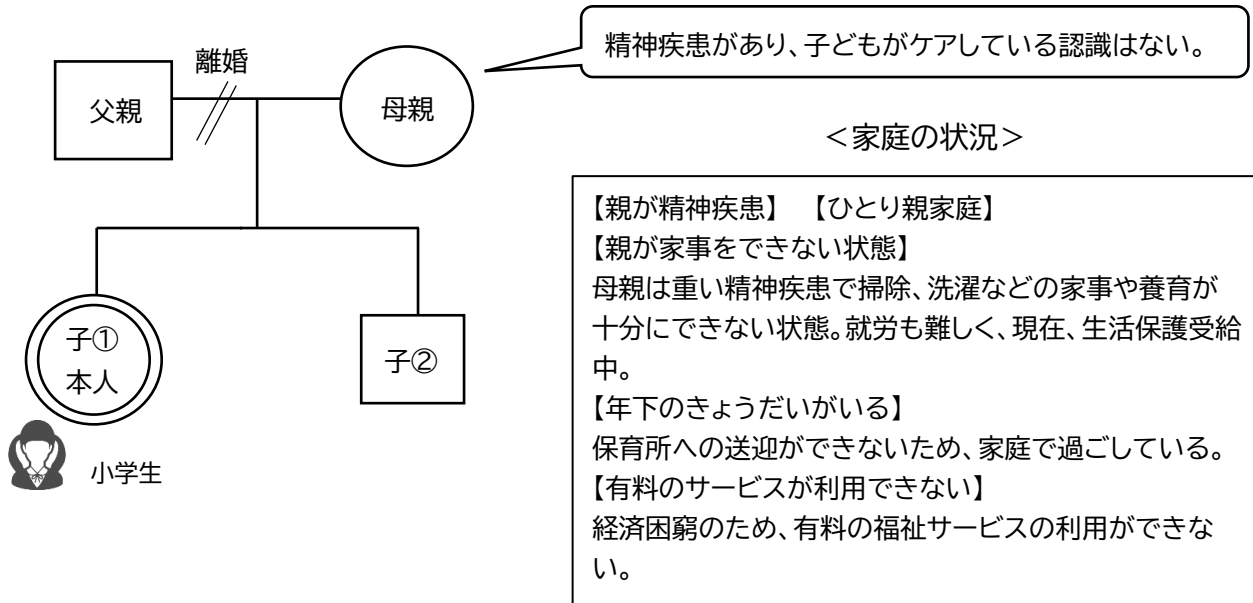 精神疾患があり、子どもがケアしている認識はない。
離婚
父親
母親
＜家庭の状況＞
子①
本人
子②
小学生
【親が精神疾患】　【ひとり親家庭】
【親が家事をできない状態】
母親は重い精神疾患で掃除、洗濯などの家事や養育が
十分にできない状態。就労も難しく、現在、生活保護受給
中。
【年下のきょうだいがいる】
保育所への送迎ができないため、家庭で過ごしている。
【有料のサービスが利用できない】
経済困窮のため、有料の福祉サービスの利用ができな
い。